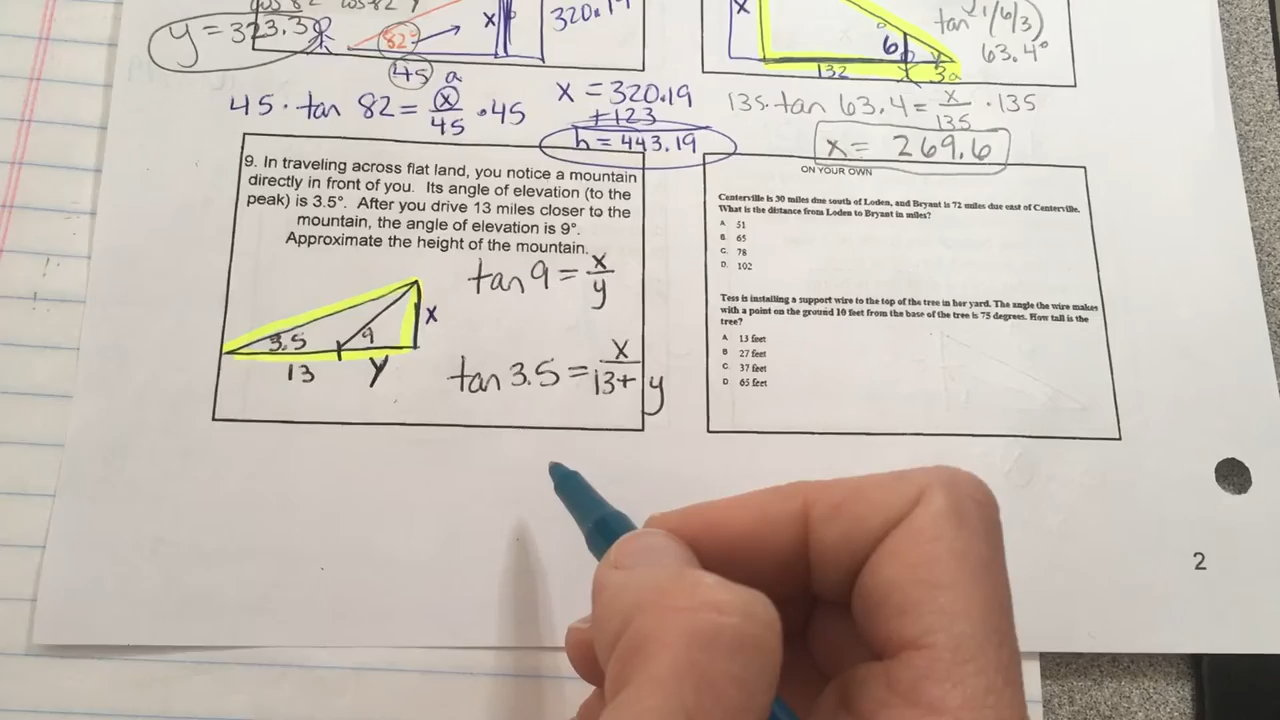 y = 323.3
82°
45 a
x
320.19
45 · tan 82 = x/45 · 45
x = 320.19
+123
h = 443.19
x
6
132
x
3a
63.4°
135 · tan 63.4 = x/135 · 135
x = 269.6
9. In traveling across flat land, you notice a mountain
directly in front of you. Its angle of elevation (to the
peak) is 3.5°. After you drive 13 miles closer to the
mountain, the angle of elevation is 9°.
Approximate the height of the mountain.
tan 9 = x/y
3.5
9
x
13
y
tan 3.5 = x/13+y
ON YOUR OWN
Centerville is 30 miles due south of Loden, and Bryant is 72 miles due east of Centerville.
What is the distance from Loden to Bryant in miles?
A. 51
B. 65
C. 78
D. 102
Tess is installing a support wire to the top of the tree in her yard. The angle the wire makes
with a point on the ground 10 feet from the base of the tree is 75 degrees. How tall is the
tree?
A 13 feet
B 27 feet
C. 37 feet
D 65 feet
2